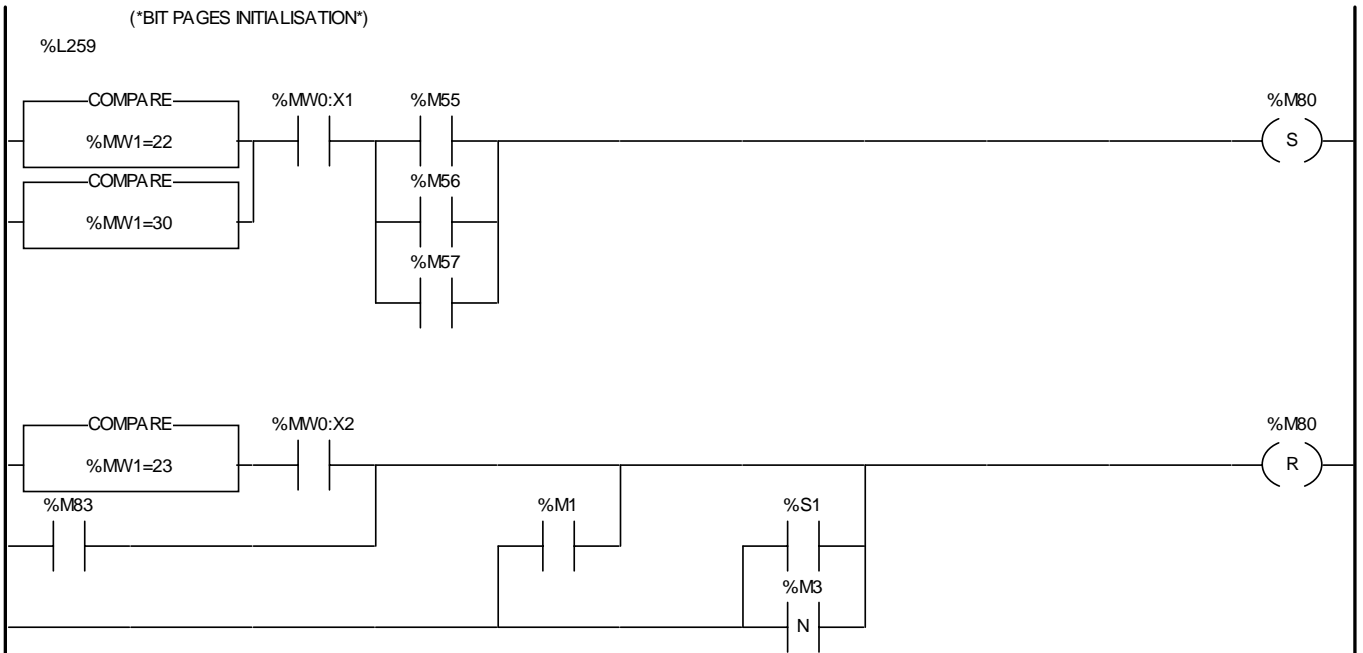 (*BIT PAGES INITIALISATION*)
%L259
COMPARE %MW0:X1 %M55 %M80
%MW1=22 S
COMPARE %M56
%MW1=30
%M57
COMPARE %MW0:X2 %M80
%MW1=23 R
%M83 %M1 %S1
%M3
N